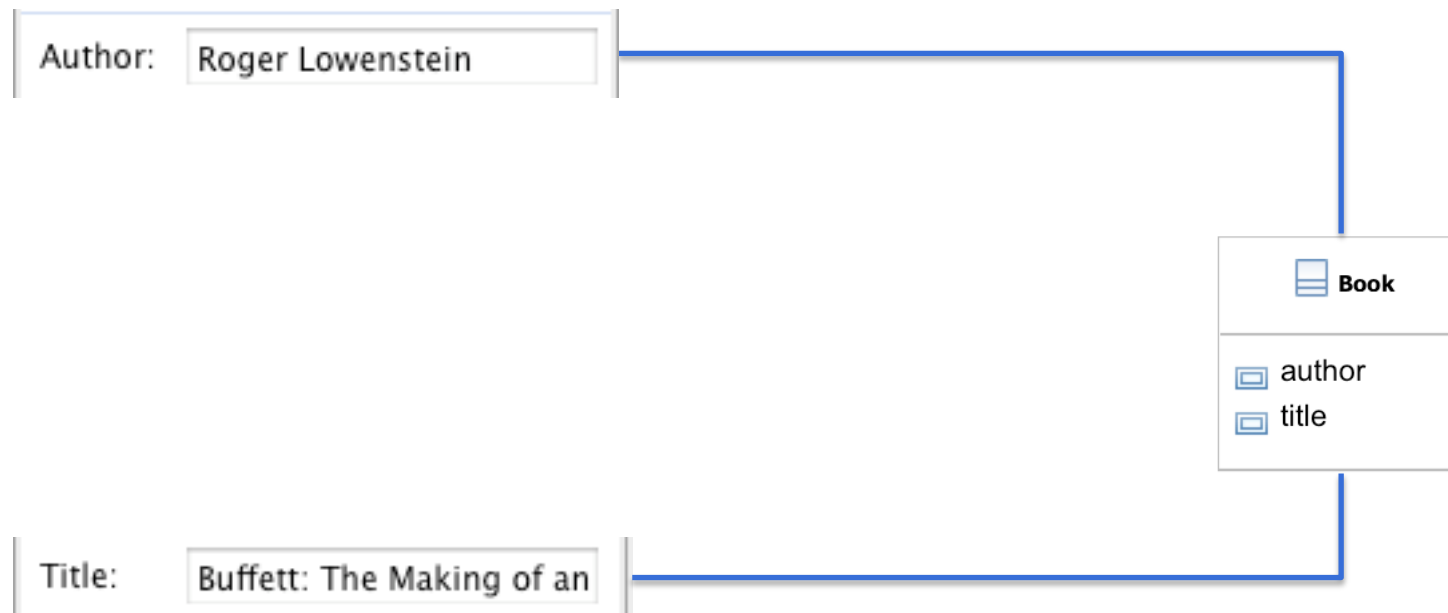 Author: Roger Lowenstein
Book
author
title
Title: Buffett: The Making of an